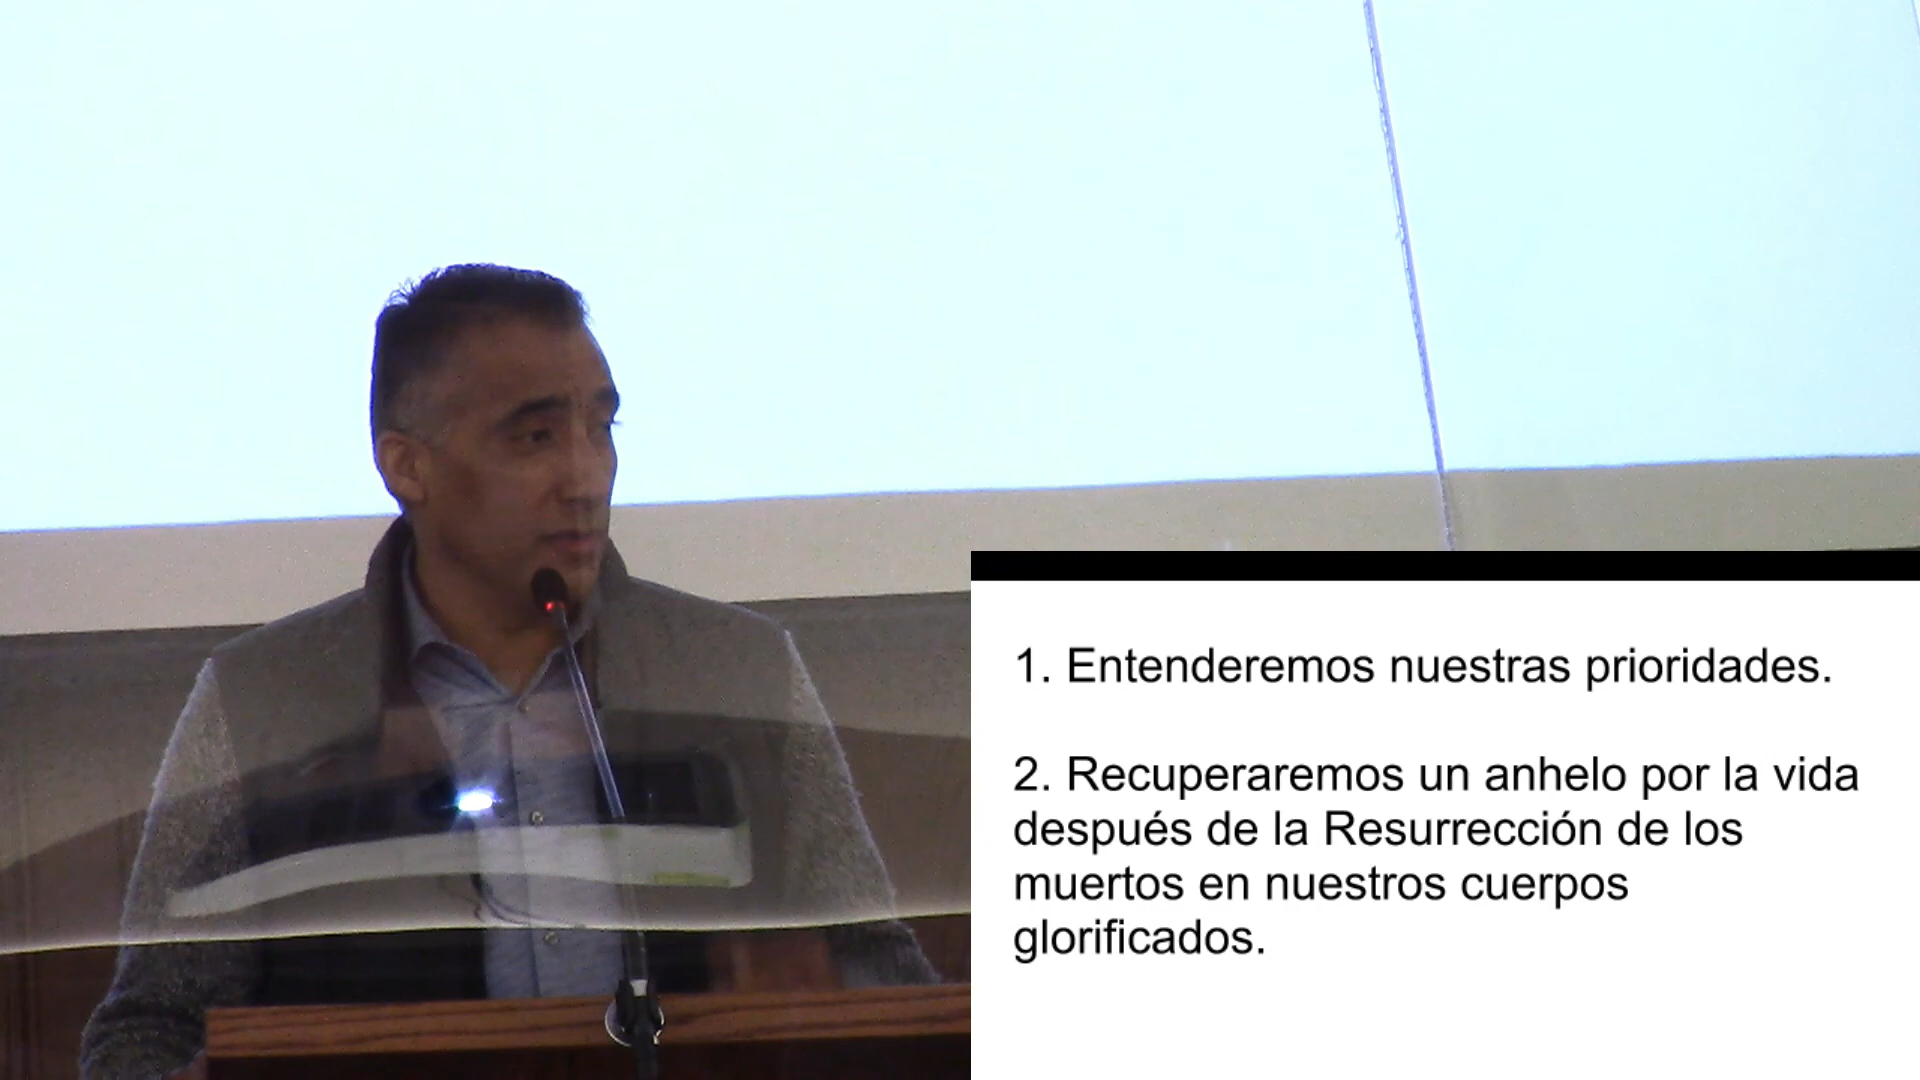 1. Entenderemos nuestras prioridades.
2. Recuperaremos un anhelo por la vida
después de la Resurrección de los
muertos en nuestros cuerpos
glorificados.